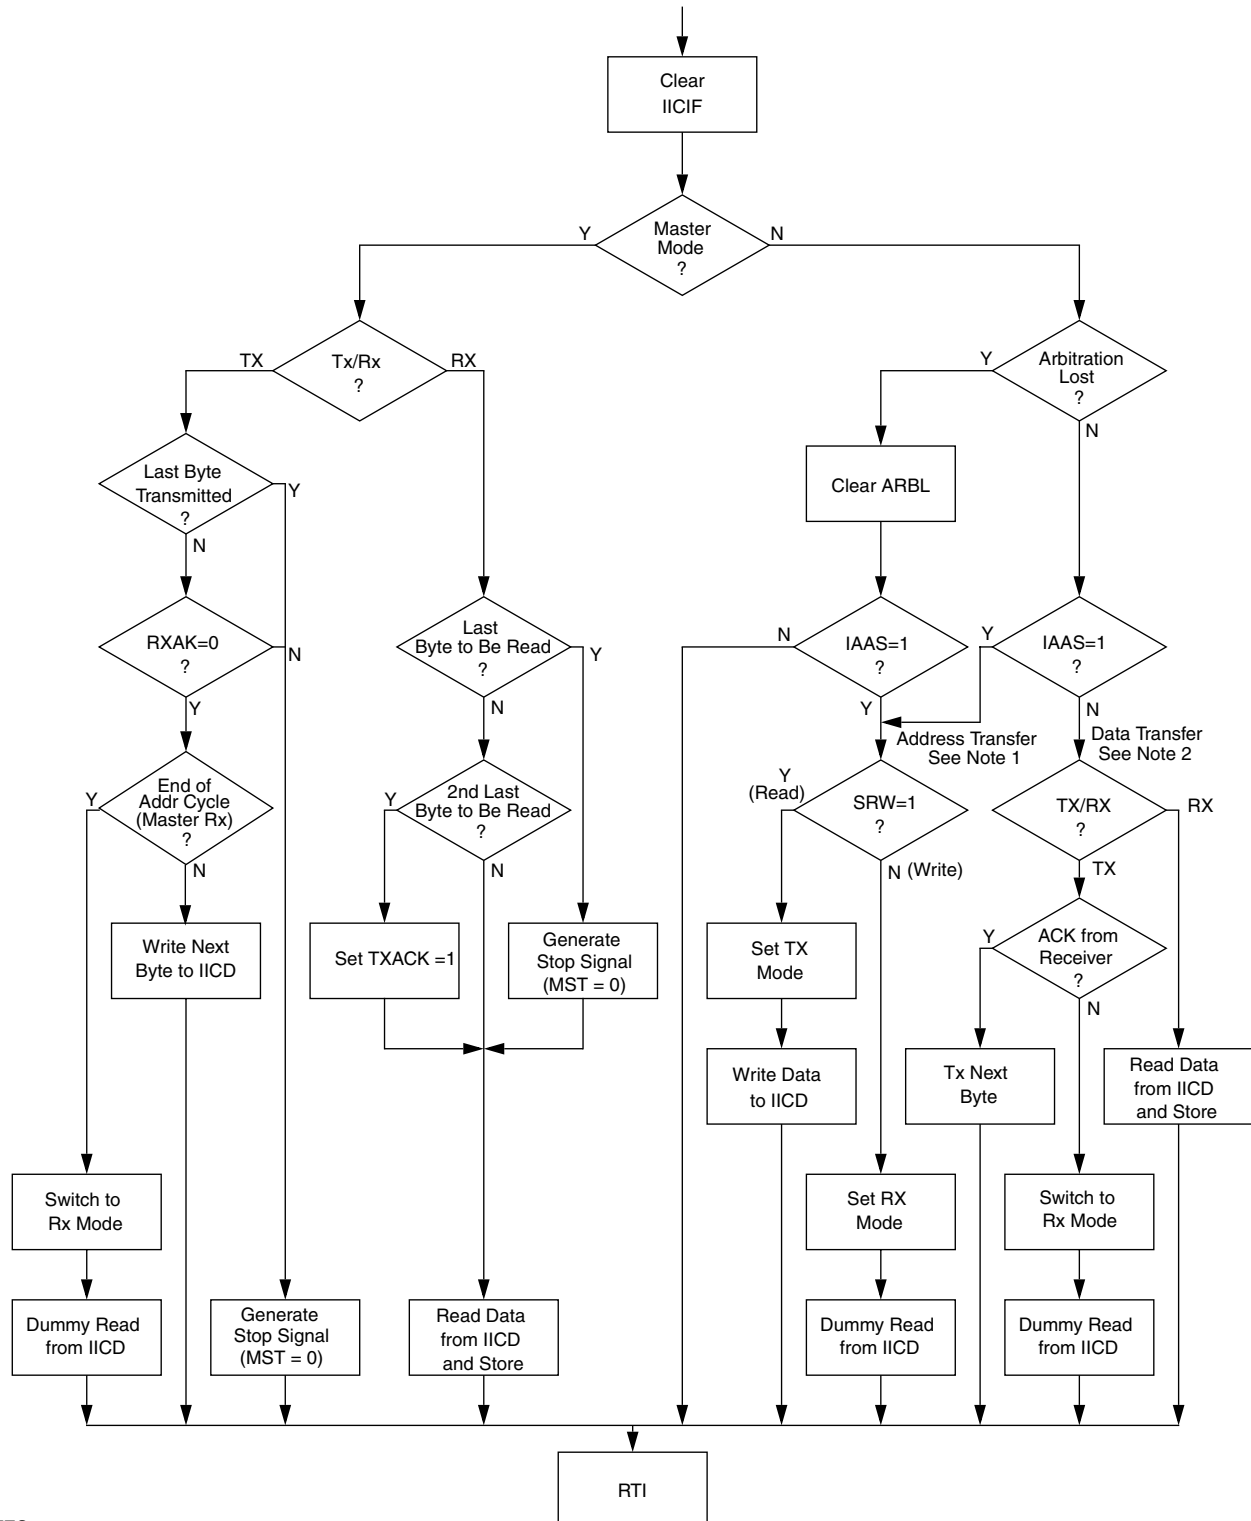 Clear
IICIF
Master
Mode
?
Y
N
Tx/Rx
?
TX
RX
Arbitration
Lost
?
Y
N
Last Byte
Transmitted
?
Y
N
Clear ARBL
RXAK=0
?
N
Y
Last
Byte to Be Read
?
Y
N
IAAS=1
?
N
Y
IAAS=1
?
Y
N
Address Transfer
See Note 1
Data Transfer
See Note 2
End of
Addr Cycle
(Master Rx)
?
Y
N
2nd Last
Byte to Be Read
?
Y
N
Y
(Read)
SRW=1
?
N (Write)
TX/RX
?
RX
TX
Write Next
Byte to IICD
Set TXACK =1
Generate
Stop Signal
(MST = 0)
Set TX
Mode
ACK from
Receiver
?
Y
N
Write Data
to IICD
Tx Next
Byte
Read Data
from IICD
and Store
Switch to
Rx Mode
Set RX
Mode
Switch to
Rx Mode
Dummy Read
from IICD
Generate
Stop Signal
(MST = 0)
Read Data
from IICD
and Store
Dummy Read
from IICD
Dummy Read
from IICD
RTI